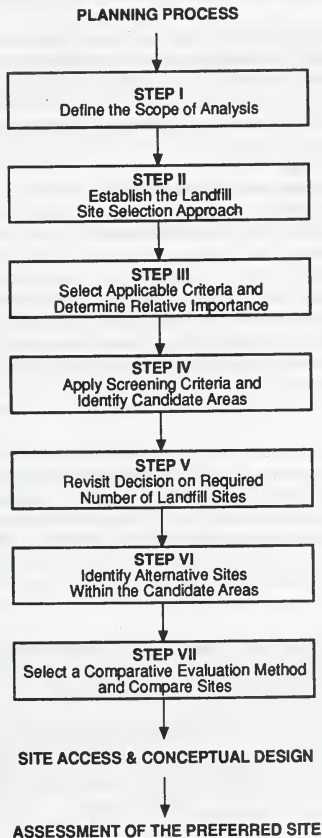 PLANNING PROCESS
STEP I
Define the Scope of Analysis
STEP II
Establish the Landfill
Site Selection Approach
STEP III
Select Applicable Criteria and
Determine Relative Importance
STEP IV
Apply Screening Criteria and
Identify Candidate Areas
STEP V
Revisit Decision on Required
Number of Landfill Sites
STEP VI
Identify Alternative Sites
Within the Candidate Areas
STEP VII
Select a Comparative Evaluation Method
and Compare Sites
SITE ACCESS & CONCEPTUAL DESIGN
ASSESSMENT OF THE PREFERRED SITE